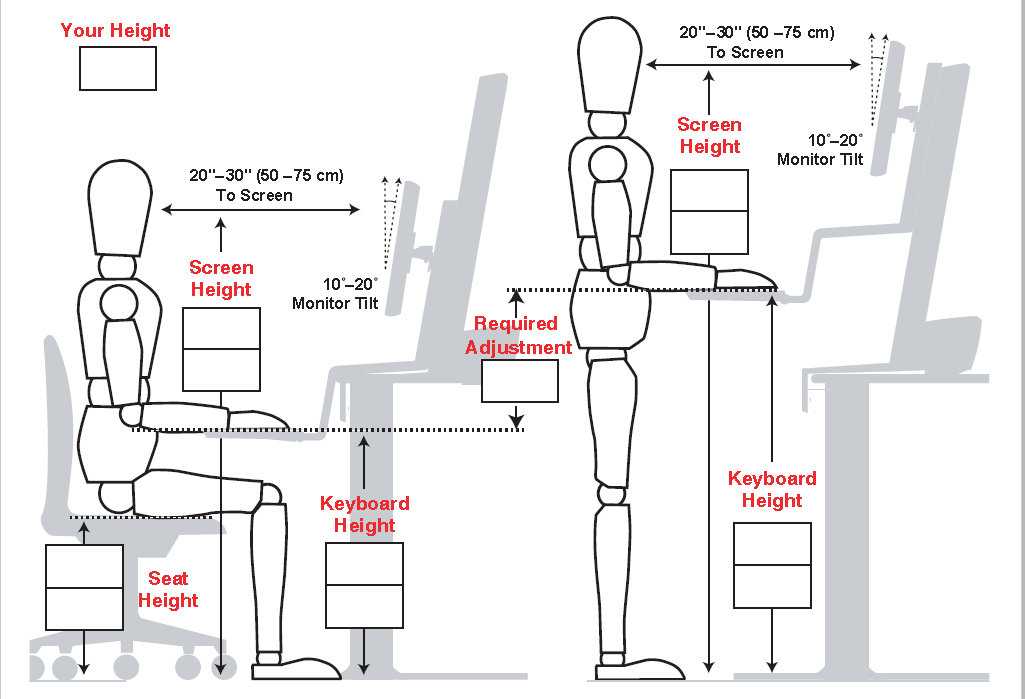 Your Height
20"–30" (50 –75 cm)
To Screen
10°–20°
Monitor Tilt
Screen
Height
Keyboard
Height
Seat
Height
Required
Adjustment
20"–30" (50 –75 cm)
To Screen
10°–20°
Monitor Tilt
Screen
Height
Keyboard
Height